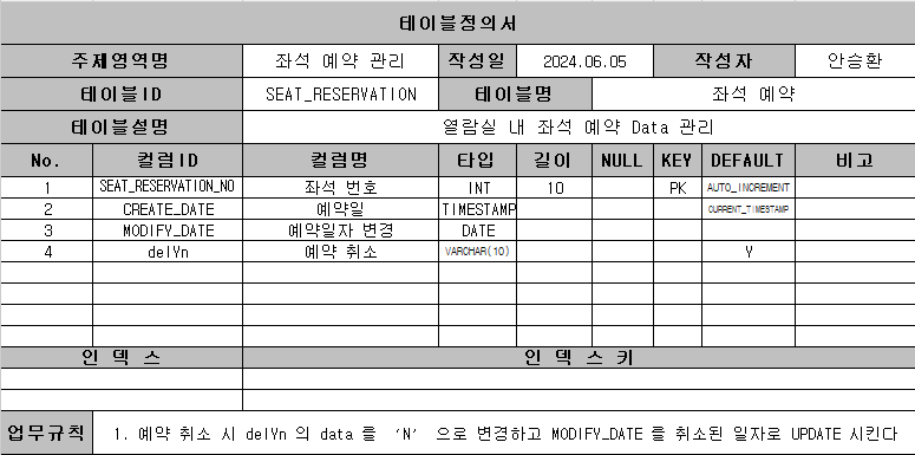 테이블정의서
주제영역명 좌석 예약 관리 작성일 2024.06.05 작성자 안승환
테이블ID SEAT_RESERVATION 테이블명 좌석 예약
테이블설명 열람실 내 좌석 예약 Data 관리
No. 컬럼ID 컬럼명 타입 길이 NULL KEY DEFAULT 비고
1 SEAT_RESERVATION_NO 좌석 번호 INT 10 PK AUTO_INCREMENT
2 CREATE_DATE 예약일 TIMESTAMP CURRENT_TIMESTAMP
3 MODIFY_DATE 예약일자 변경 DATE
4 delYn 예약 취소 VARCHAR(10) Y
인 덱 스 인 덱 스 키
업무규칙 1. 예약 취소 시 delYn 의 data 를 ‘N’ 으로 변경하고 MODIFY_DATE 를 취소된 일자로 UPDATE 시킨다